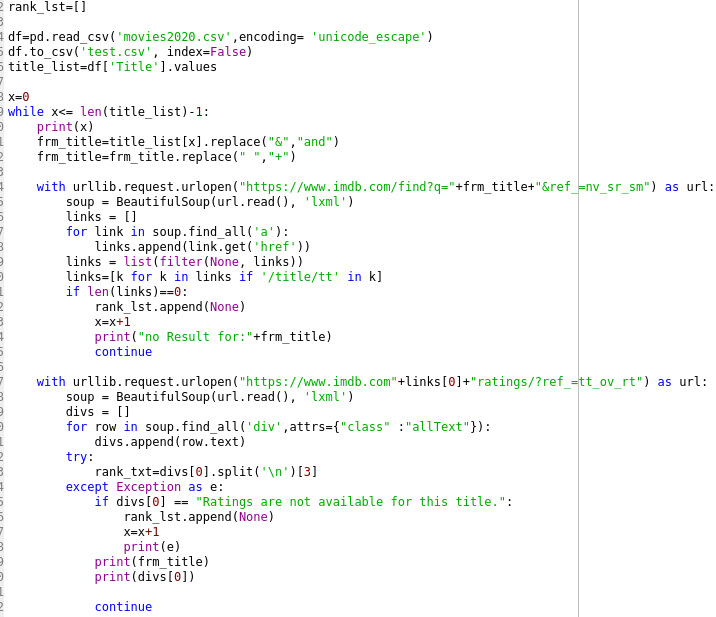 rank_lst=[]
df=pd.read_csv('movies2020.csv',encoding= 'unicode_escape')
df.to_csv('test.csv', index=False)
title_list=df['Title'].values
x=0
while x<= len(title_list)-1:
    print(x)
    frm_title=title_list[x].replace("&","and")
    frm_title=frm_title.replace(" ","+")
    with urllib.request.urlopen("https://www.imdb.com/find?q="+frm_title+"&ref_=nv_sr_sm") as url:
        soup = BeautifulSoup(url.read(), 'lxml')
        links = []
        for link in soup.find_all('a'):
            links.append(link.get('href'))
        links = list(filter(None, links))
        links=[k for k in links if '/title/tt' in k]
        if len(links)==0:
            rank_lst.append(None)
            x=x+1
            print("no Result for:"+frm_title)
            continue
    with urllib.request.urlopen("https://www.imdb.com"+links[0]+"ratings/?ref_=tt_ov_rt") as url:
        soup = BeautifulSoup(url.read(), 'lxml')
        divs = []
        for row in soup.find_all('div',attrs={"class" :"allText"}):
            divs.append(row.text)
        try:
            rank_txt=divs[0].split('\n')[3]
        except Exception as e:
            if divs[0] == "Ratings are not available for this title.":
                rank_lst.append(None)
                x=x+1
                print(e)
            print(frm_title)
            print(divs[0])
            continue